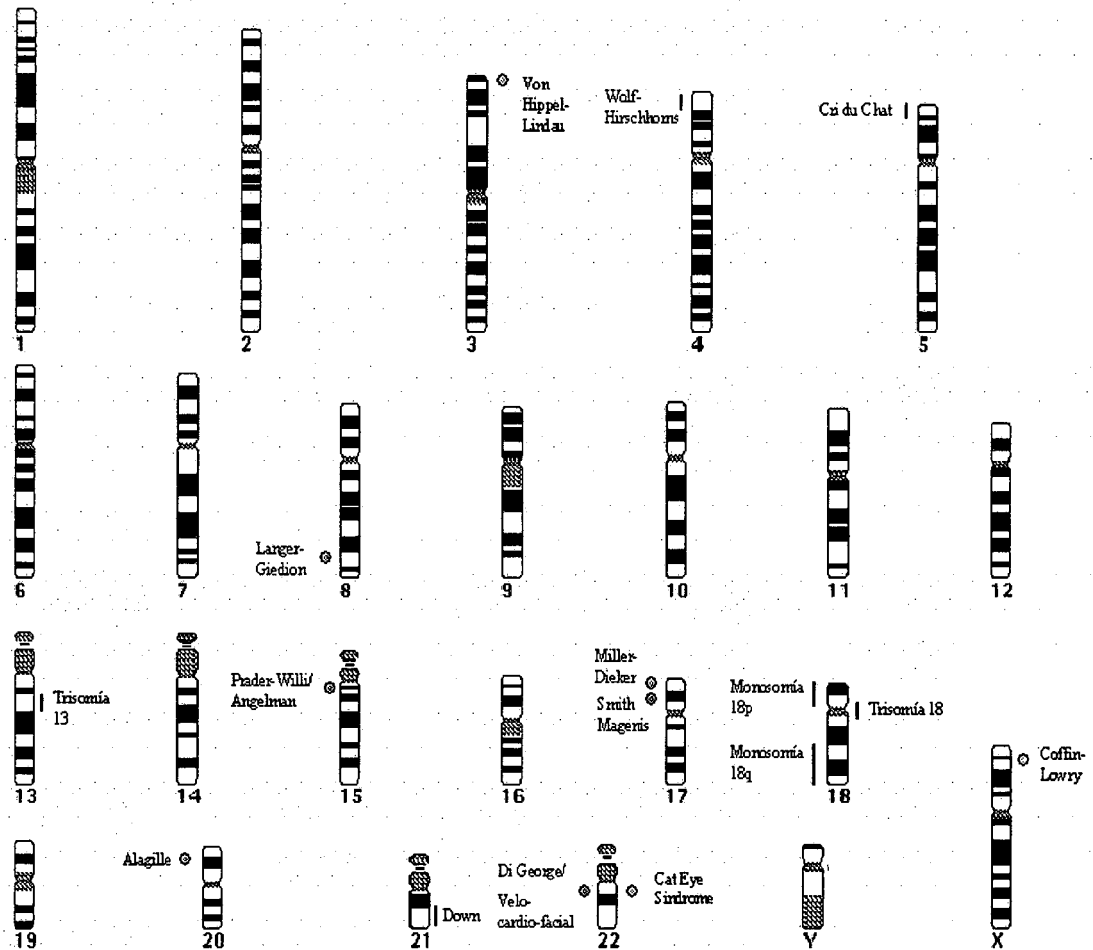 Von
Hippel-
Lindau
Wolf-
Hirschhorns
Cri du Chat
1
2
3
4
5
Langer-
Giedion
6
7
8
9
10
11
12
Trisomía
13
Prader-Willi/
Angelman
Miller-
Dieker
Smith
Magenis
Monosomía
18p
Trisomía 18
Monosomía
18q
Coffin-
Lowry
13
14
15
16
17
18
Alagille
Down
Di George/
Velo-
cardio-facial
Cat Eye
Sindrome
19
20
21
22
Y
X